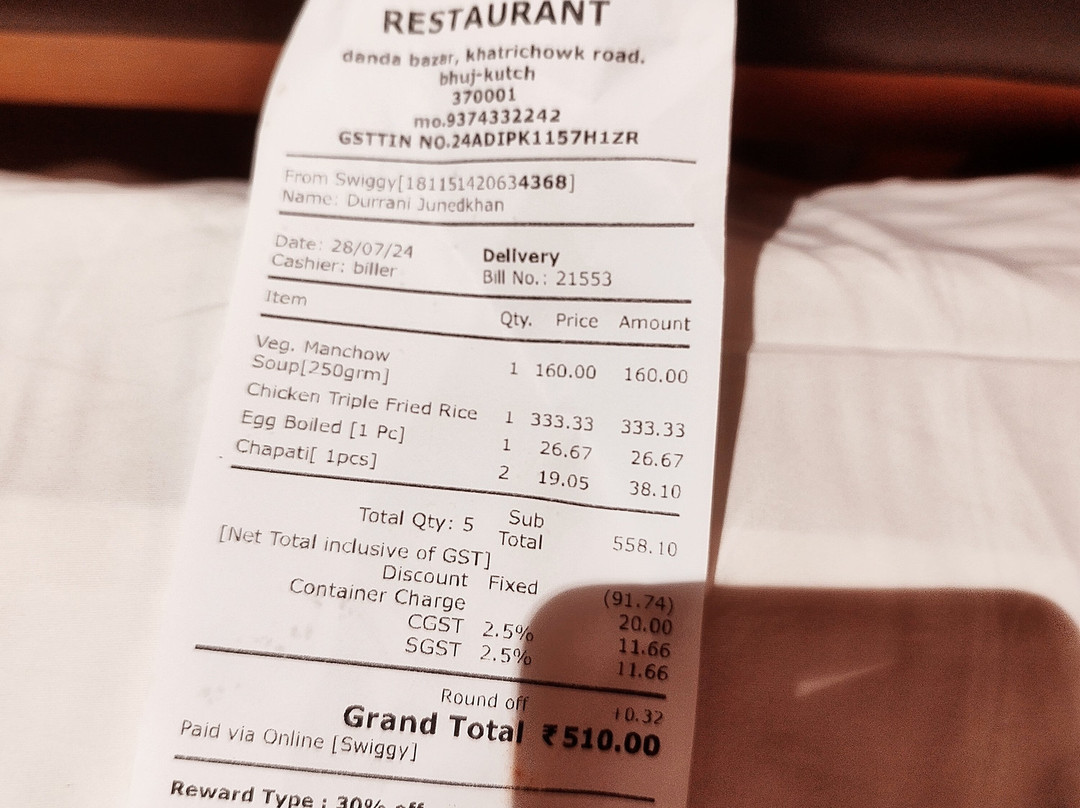 RESTAURANT
danda bazar, khatrichowk road.
bhuj-kutch
370001
mo.9374332242
GSTTIN NO.24ADIPK1157H1ZR
From Swiggy[181151420634368]
Name: Durrani Junedkhan
Date: 28/07/24 Delivery
Cashier: biller Bill No.: 21553
Item Qty. Price Amount
Veg. Manchow
Soup[250grm] 1 160.00 160.00
Chicken Triple Fried Rice 1 333.33 333.33
Egg Boiled [1 Pc] 1 26.67 26.67
Chapati[ 1pcs] 2 19.05 38.10
Total Qty: 5 Sub
Total 558.10
[Net Total inclusive of GST]
Discount Fixed (91.74)
Container Charge 20.00
CGST 2.5% 11.66
SGST 2.5% 11.66
Round off +0.32
Grand Total ₹510.00
Paid via Online [Swiggy]
Reward Type : 30% off